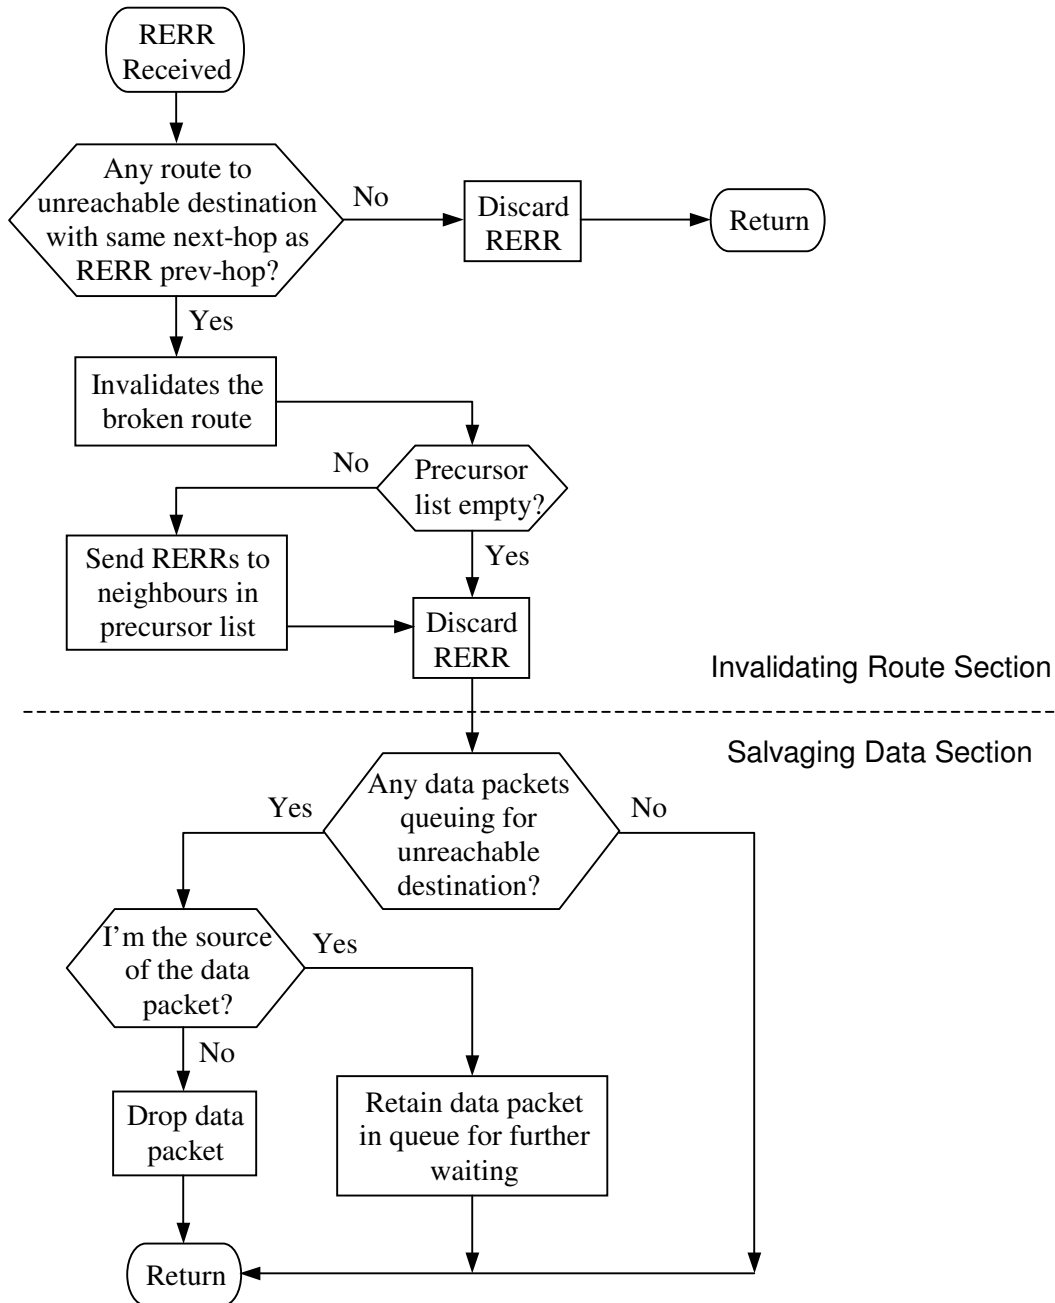 RERR
Received
Any route to
unreachable destination
with same next-hop as
RERR prev-hop?
No
Discard
RERR
Return
Yes
Invalidates the
broken route
No
Precursor
list empty?
Yes
Send RERRs to
neighbours in
precursor list
Discard
RERR
Invalidating Route Section
Salvaging Data Section
Any data packets
queuing for
unreachable
destination?
Yes
No
I'm the source
of the data
packet?
Yes
No
Drop data
packet
Retain data packet
in queue for further
waiting
Return